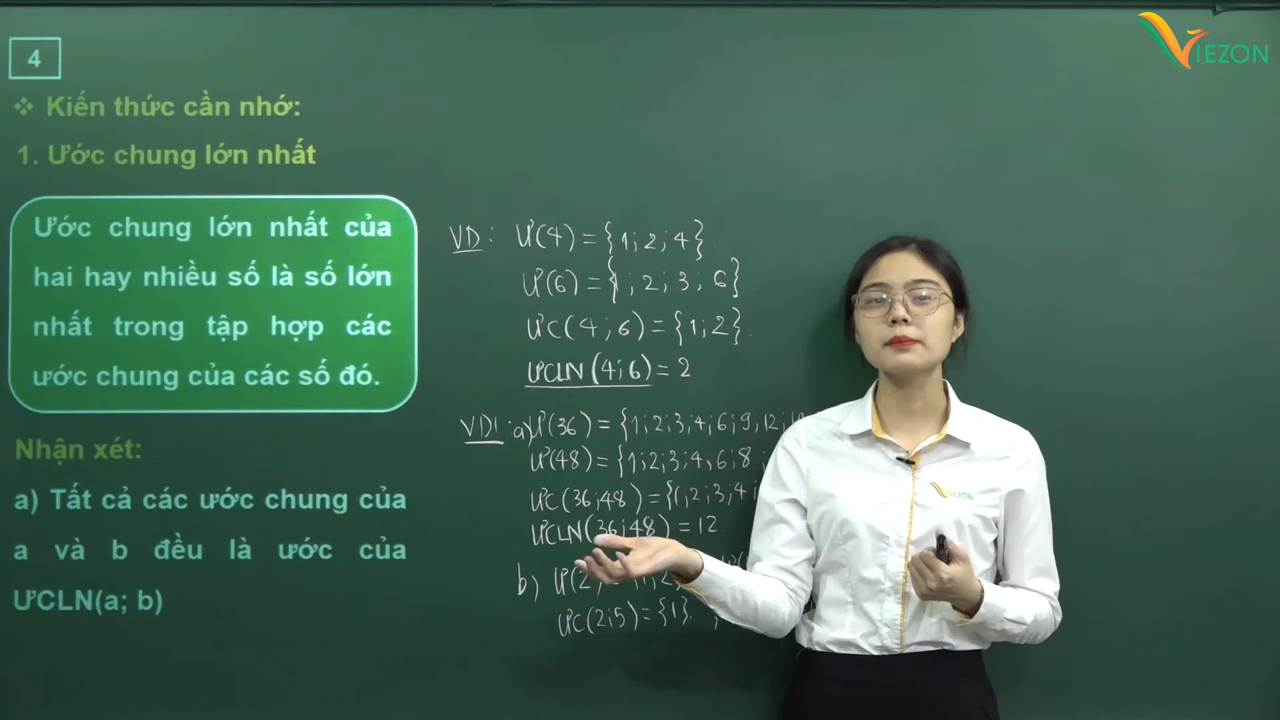 4
VIEZON
❖ Kiến thức cần nhớ:
1. Ước chung lớn nhất
Ước chung lớn nhất của
hai hay nhiều số là số lớn
nhất trong tập hợp các
ước chung của các số đó.
Nhận xét:
a) Tất cả các ước chung của
a và b đều là ước của
ƯCLN(a; b)
VD: Ư(4) = {1; 2; 4}
Ư(6) = {1; 2; 3; 6}
ƯC(4; 6) = {1; 2}.
ƯCLN(4; 6) = 2
VD1: a) Ư(36) = {1; 2; 3; 4; 6; 9; 12;
Ư(48) = {1; 2; 3; 4; 6; 8;
ƯC(36; 48) = {1; 2; 3; 4;
ƯCLN(36; 48) = 12
b) Ư(2
ƯC(2; 5) = {1}.
VIEZON